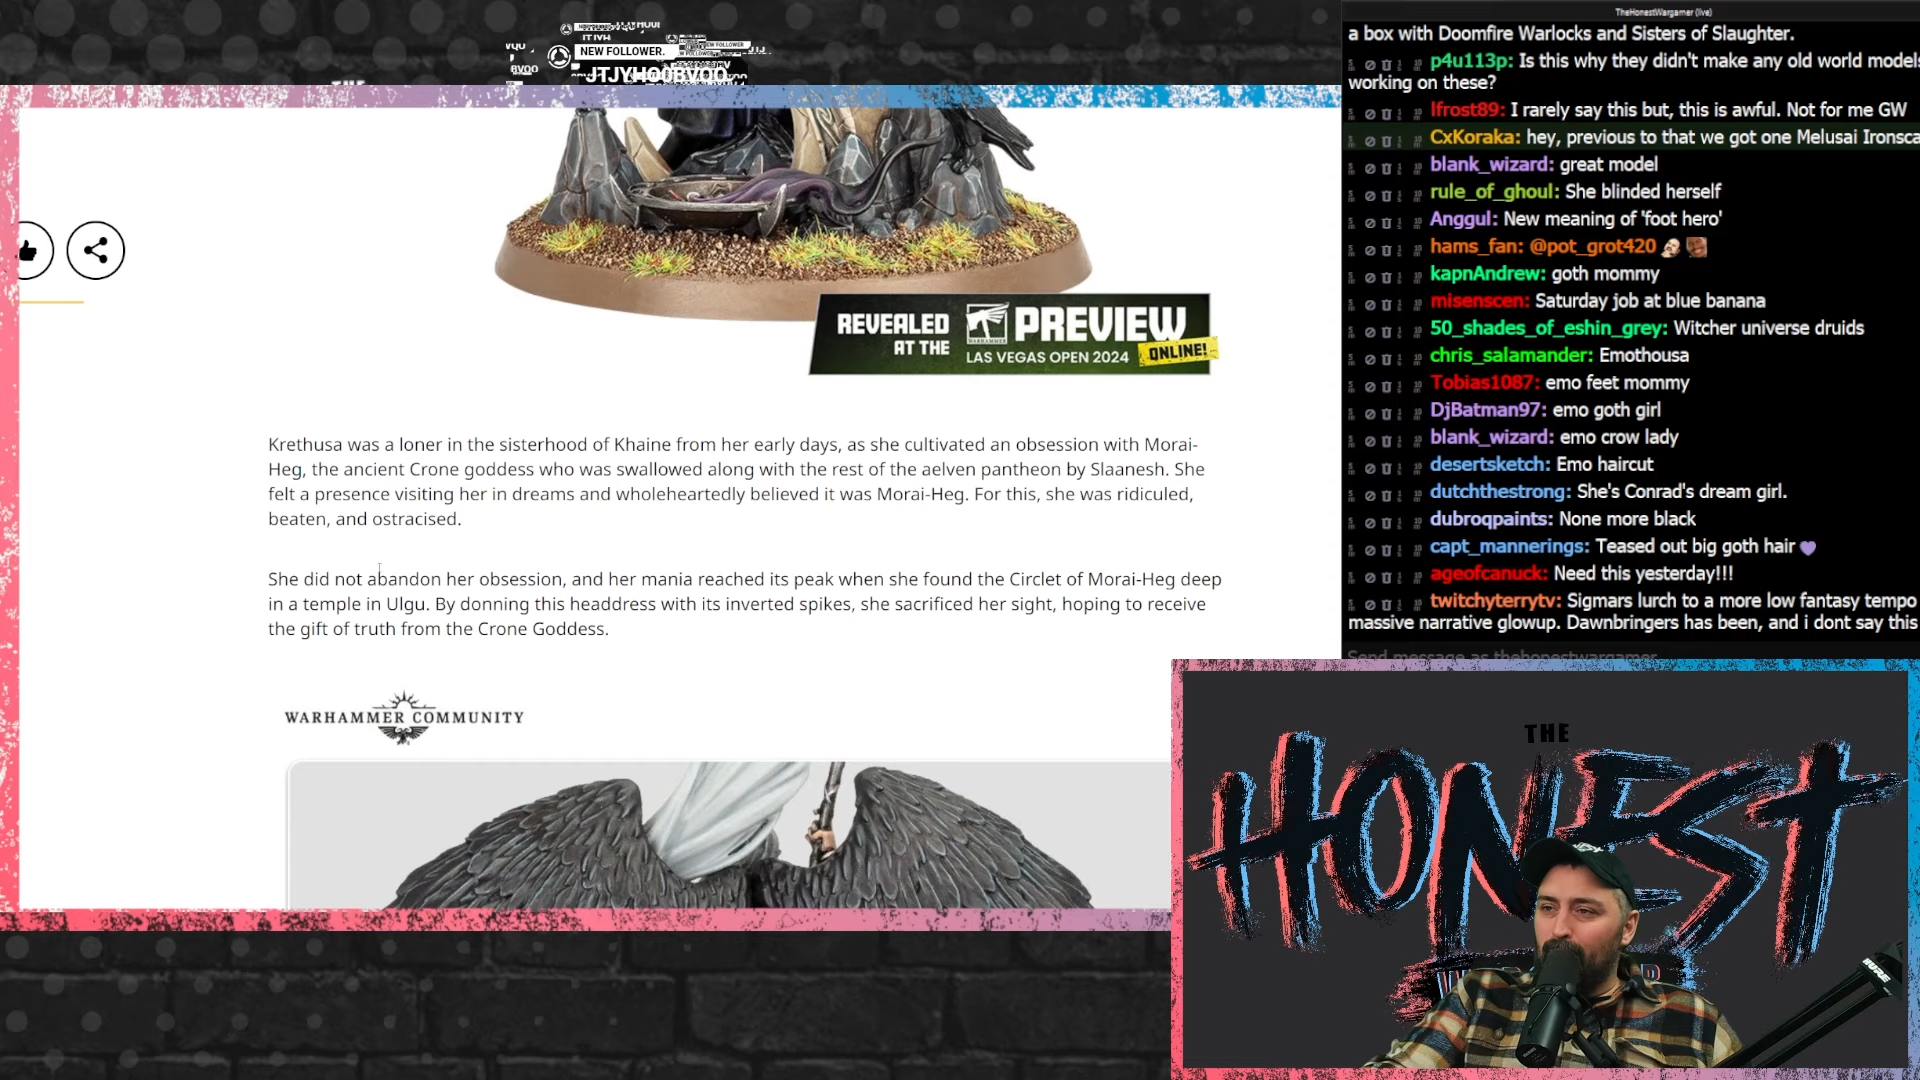 NEW FOLLOWER.
JTJYH00BVOO
REVEALED
AT THE
WARHAMMER
PREVIEW
LAS VEGAS OPEN 2024
ONLINE!
Krethusa was a loner in the sisterhood of Khaine from her early days, as she cultivated an obsession with Morai-
Heg, the ancient Crone goddess who was swallowed along with the rest of the aelven pantheon by Slaanesh. She
felt a presence visiting her in dreams and wholeheartedly believed it was Morai-Heg. For this, she was ridiculed,
beaten, and ostracised.
She did not abandon her obsession, and her mania reached its peak when she found the Circlet of Morai-Heg deep
in a temple in Ulgu. By donning this headdress with its inverted spikes, she sacrificed her sight, hoping to receive
the gift of truth from the Crone Goddess.
WARHAMMER COMMUNITY
TheHonestWargamer (live)
a box with Doomfire Warlocks and Sisters of Slaughter.
p4u113p: Is this why they didn't make any old world models
working on these?
lfrost89: I rarely say this but, this is awful. Not for me GW
CxKoraka: hey, previous to that we got one Melusai Ironsca
blank_wizard: great model
rule_of_ghoul: She blinded herself
Anggul: New meaning of 'foot hero'
hams_fan: @pot_grot420
kapnAndrew: goth mommy
misenscen: Saturday job at blue banana
50_shades_of_eshin_grey: Witcher universe druids
chris_salamander: Emothousa
Tobias1087: emo feet mommy
DjBatman97: emo goth girl
blank_wizard: emo crow lady
desertsketch: Emo haircut
dutchthestrong: She's Conrad's dream girl.
dubroqpaints: None more black
capt_mannerings: Teased out big goth hair
ageofcanuck: Need this yesterday!!!
twitchyterrytv: Sigmars lurch to a more low fantasy tempo
massive narrative glowup. Dawnbringers has been, and i dont say this
Send message as thehonestwargamer
THE
HONEST
SHURE